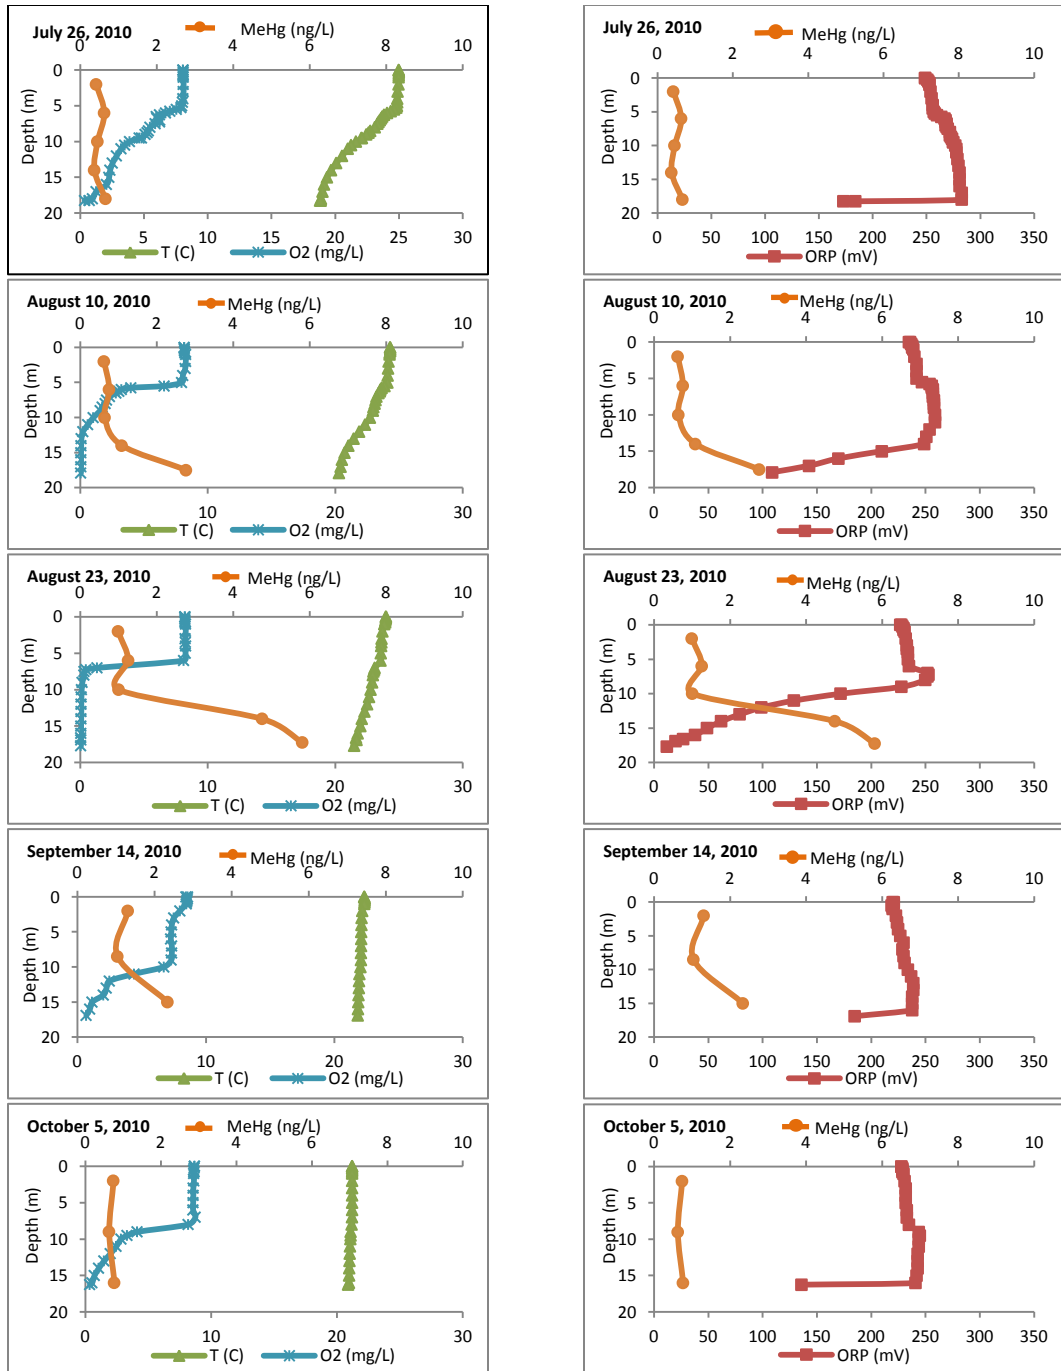 July 26, 2010
MeHg (ng/L)
0 2 4 6 8 10
Depth (m)
0
5
10
15
20
0 5 10 15 20 25 30
T (C) O2 (mg/L)
July 26, 2010
MeHg (ng/L)
0 2 4 6 8 10
Depth (m)
0
5
10
15
20
0 50 100 150 200 250 300 350
ORP (mV)
August 10, 2010
MeHg (ng/L)
0 2 4 6 8 10
Depth (m)
0
5
10
15
20
0 10 20 30
T (C) O2 (mg/L)
August 10, 2010
MeHg (ng/L)
0 2 4 6 8 10
Depth (m)
0
5
10
15
20
0 50 100 150 200 250 300 350
ORP (mV)
August 23, 2010
MeHg (ng/L)
0 2 4 6 8 10
Depth (m)
0
5
10
15
20
0 10 20 30
T (C) O2 (mg/L)
August 23, 2010
MeHg (ng/L)
0 2 4 6 8 10
Depth (m)
0
5
10
15
20
0 50 100 150 200 250 300 350
ORP (mV)
September 14, 2010
MeHg (ng/L)
0 2 4 6 8 10
Depth (m)
0
5
10
15
20
0 10 20 30
T (C) O2 (mg/L)
September 14, 2010
MeHg (ng/L)
0 2 4 6 8 10
Depth (m)
0
5
10
15
20
0 50 100 150 200 250 300 350
ORP (mV)
October 5, 2010
MeHg (ng/L)
0 2 4 6 8 10
Depth (m)
0
5
10
15
20
0 10 20 30
T (C) O2 (mg/L)
October 5, 2010
MeHg (ng/L)
0 2 4 6 8 10
Depth (m)
0
5
10
15
20
0 50 100 150 200 250 300 350
ORP (mV)